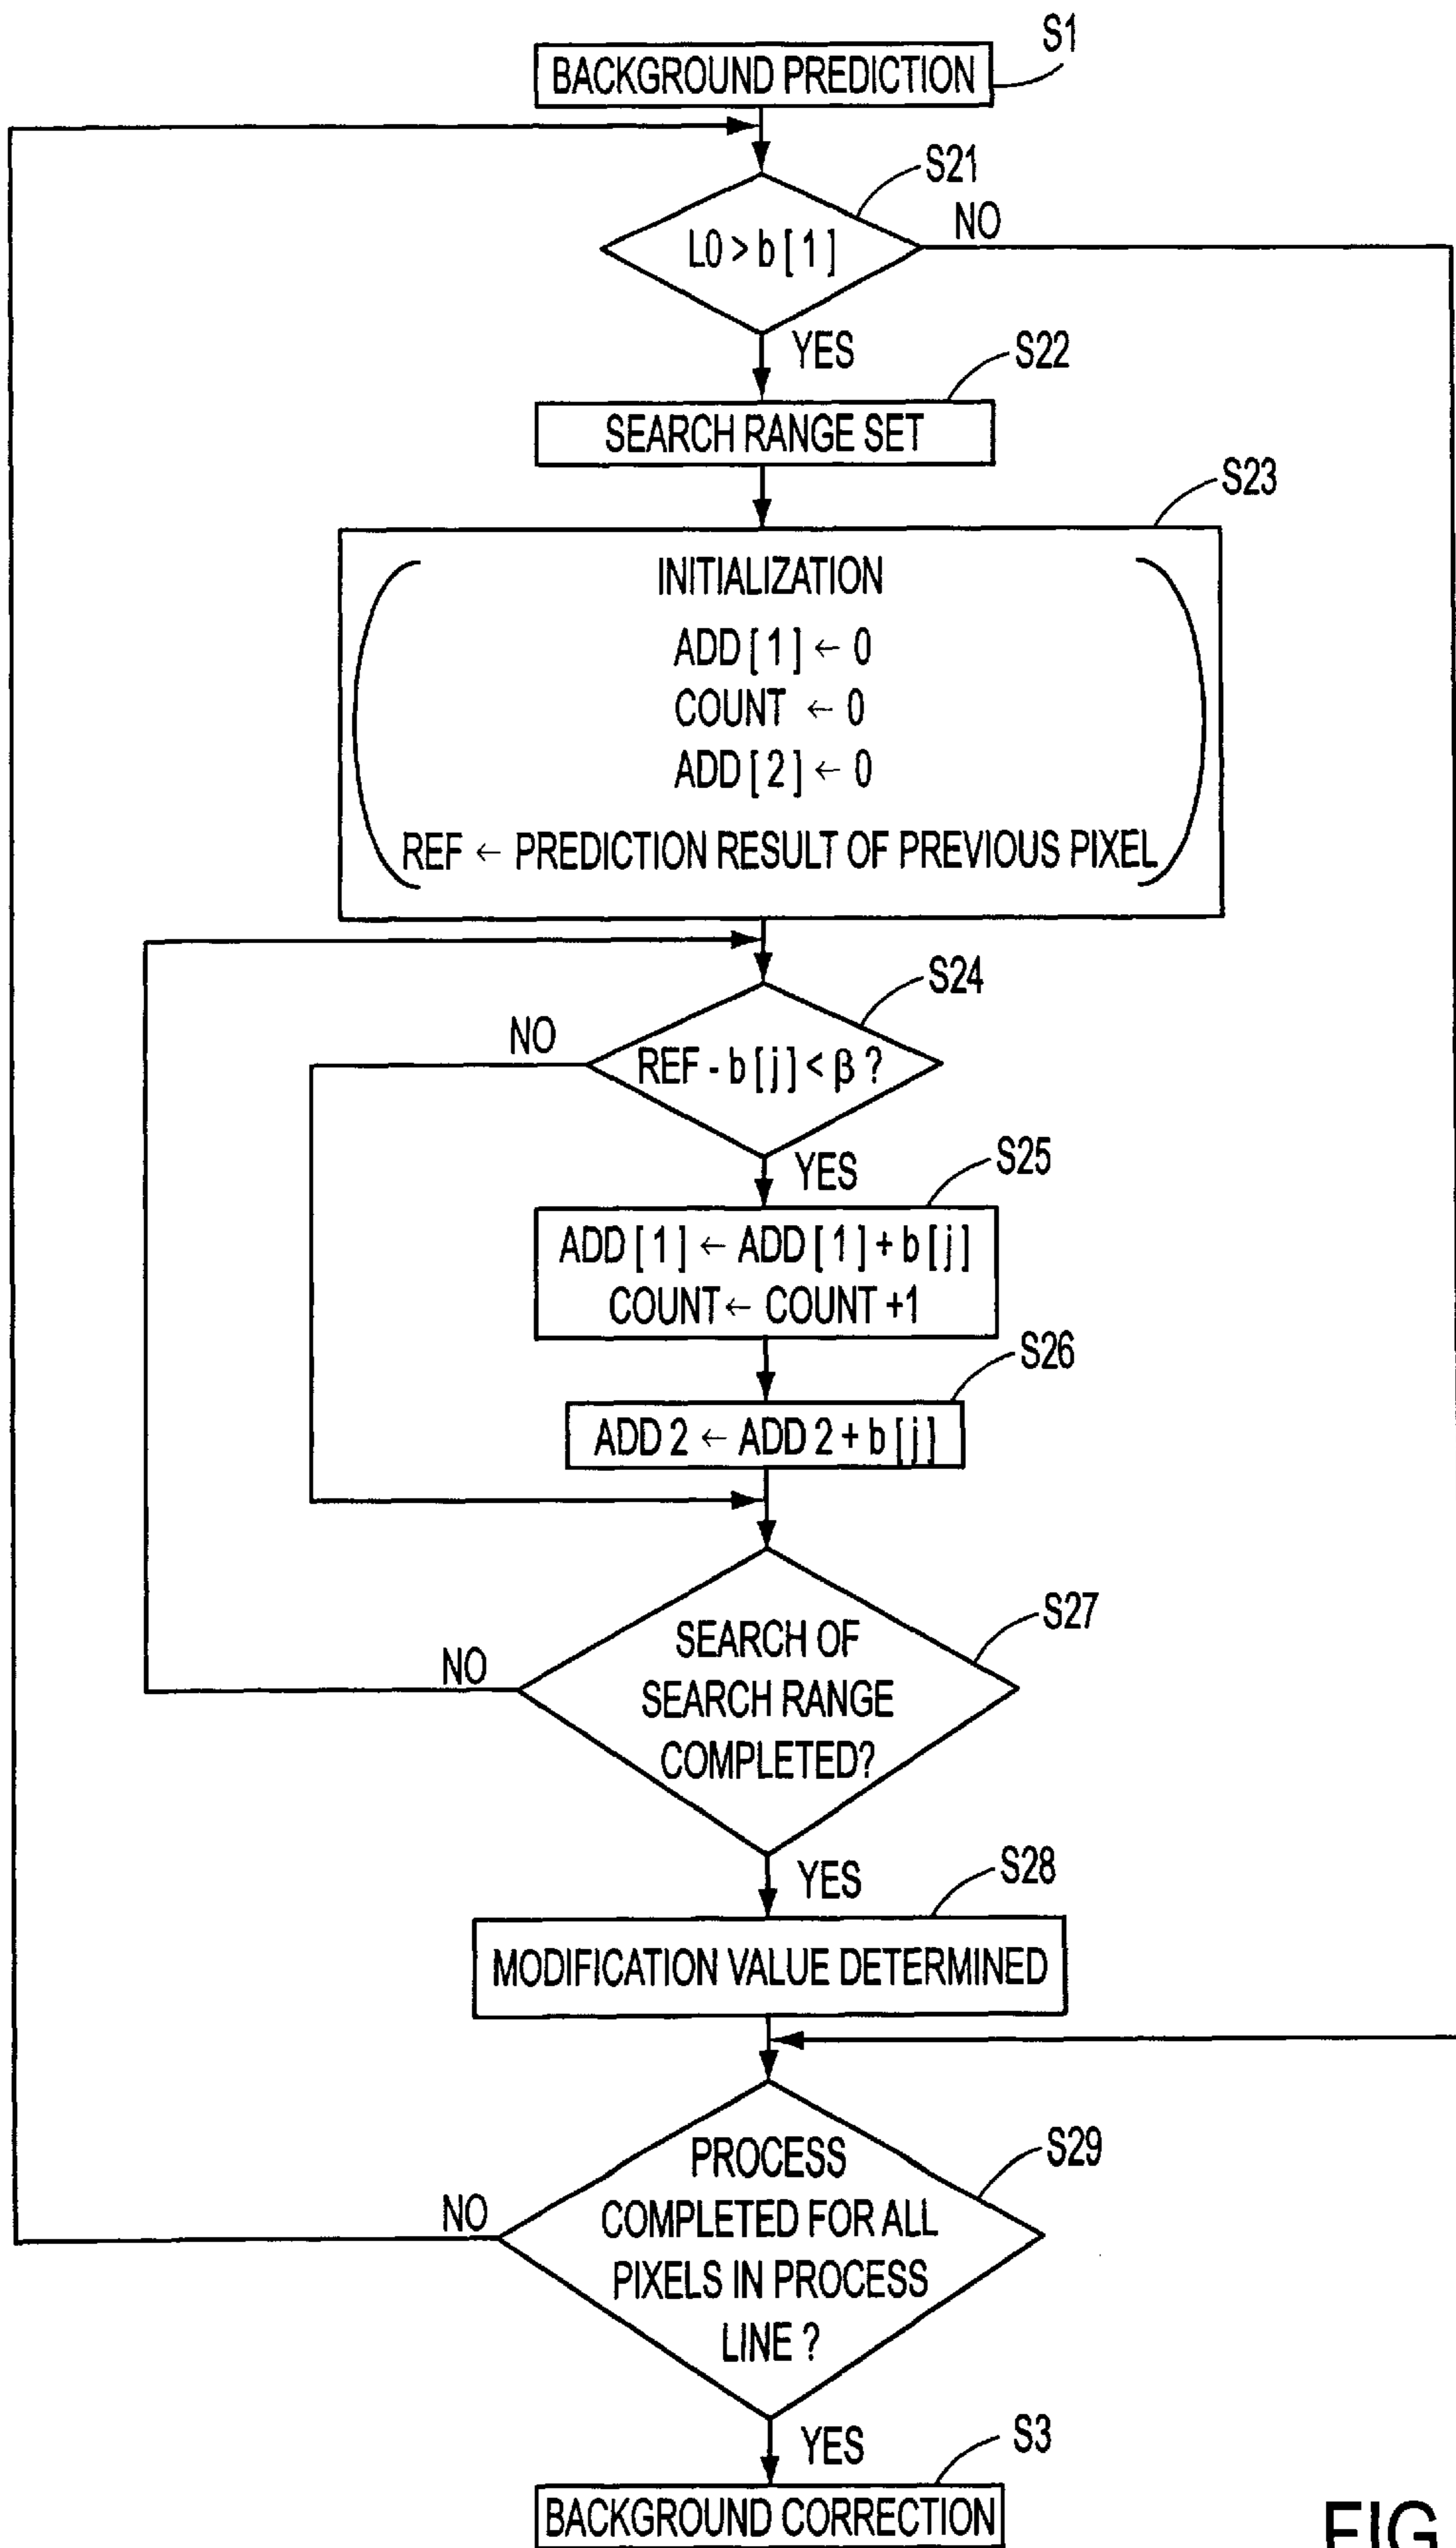 S1
BACKGROUND PREDICTION
S21
L0 > b [ 1 ]
NO
YES
S22
SEARCH RANGE SET
S23
INITIALIZATION
ADD [ 1 ] ← 0
COUNT ← 0
ADD [ 2 ] ← 0
REF ← PREDICTION RESULT OF PREVIOUS PIXEL
S24
NO
REF - b [ j ] < β ?
YES
S25
ADD [ 1 ] ← ADD [ 1 ] + b [ j ]
COUNT ← COUNT +1
S26
ADD 2 ← ADD 2 + b [ j ]
S27
NO
SEARCH OF
SEARCH RANGE
COMPLETED?
YES
S28
MODIFICATION VALUE DETERMINED
S29
NO
PROCESS
COMPLETED FOR ALL
PIXELS IN PROCESS
LINE ?
YES
S3
BACKGROUND CORRECTION
FIG